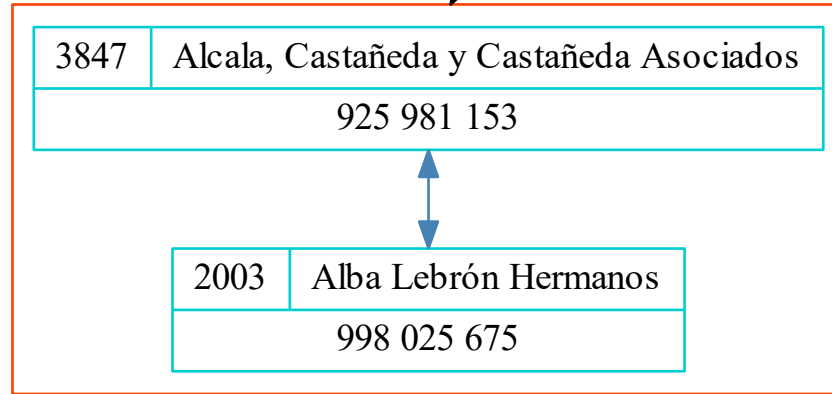 3847 Alcala, Castañeda y Castañeda Asociados
925 981 153
2003 Alba Lebrón Hermanos
998 025 675